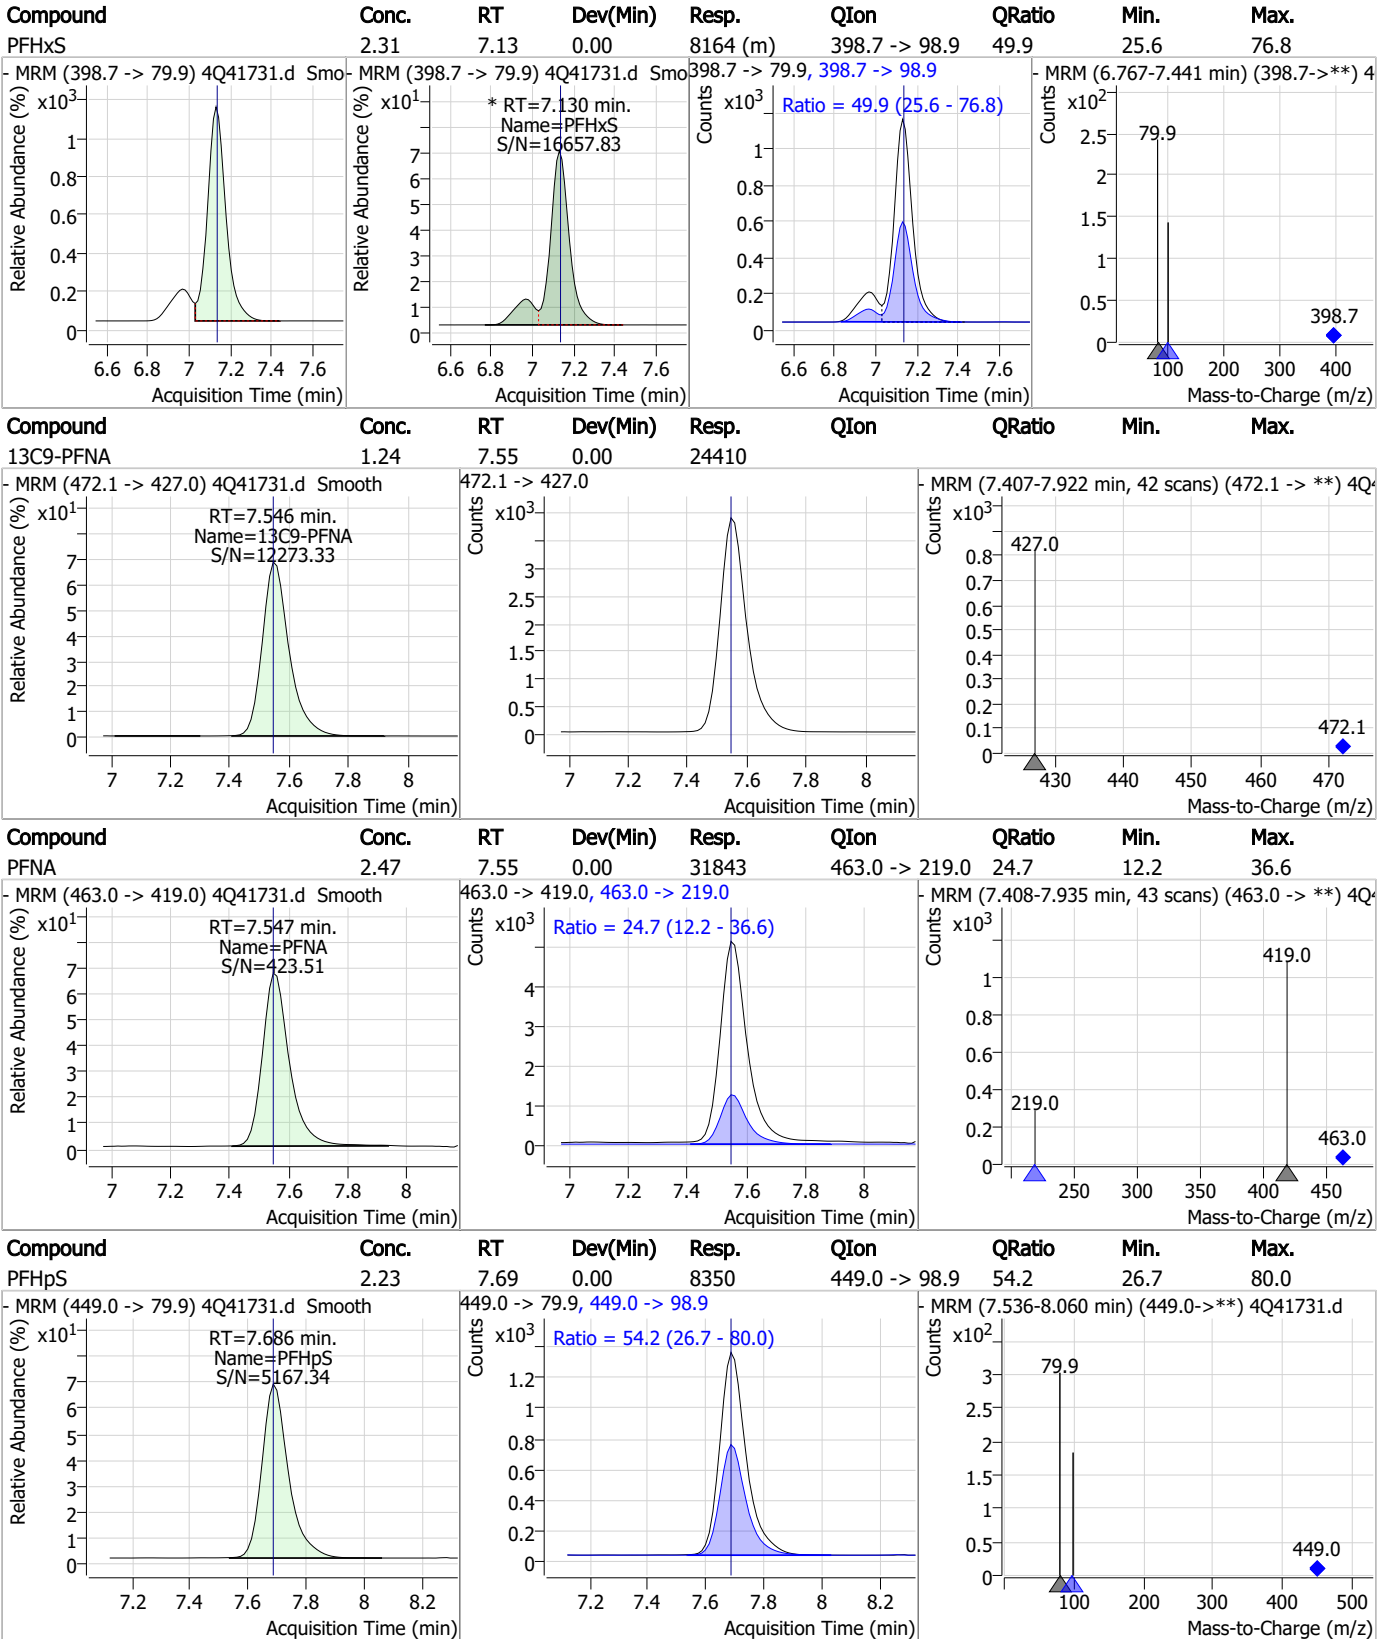 Compound Conc. RT Dev(Min) Resp. QIon QRatio Min. Max.
PFHxS 2.31 7.13 0.00 8164 (m) 398.7 -> 98.9 49.9 25.6 76.8
- MRM (398.7 -> 79.9) 4Q41731.d Smo
Relative Abundance (%)
x10³
1
0.8
0.6
0.4
0.2
0
6.6 6.8 7 7.2 7.4 7.6
Acquisition Time (min)
- MRM (398.7 -> 79.9) 4Q41731.d Smo
Relative Abundance (%)
x10¹
* RT=7.130 min.
Name=PFHxS
S/N=16657.83
7
6
5
4
3
2
1
0
6.6 6.8 7 7.2 7.4 7.6
Acquisition Time (min)
398.7 -> 79.9, 398.7 -> 98.9
Counts
x10³
Ratio = 49.9 (25.6 - 76.8)
1
0.8
0.6
0.4
0.2
0
6.6 6.8 7 7.2 7.4 7.6
Acquisition Time (min)
- MRM (6.767-7.441 min) (398.7->**) 4
Counts
x10²
2.5
2
1.5
1
0.5
0
79.9
398.7
100 200 300 400
Mass-to-Charge (m/z)
Compound Conc. RT Dev(Min) Resp. QIon QRatio Min. Max.
13C9-PFNA 1.24 7.55 0.00 24410
- MRM (472.1 -> 427.0) 4Q41731.d Smooth
Relative Abundance (%)
x10¹
RT=7.546 min.
Name=13C9-PFNA
S/N=12273.33
7
6
5
4
3
2
1
0
7 7.2 7.4 7.6 7.8 8
Acquisition Time (min)
472.1 -> 427.0
Counts
x10³
3
2.5
2
1.5
1
0.5
0
7 7.2 7.4 7.6 7.8 8
Acquisition Time (min)
- MRM (7.407-7.922 min, 42 scans) (472.1 -> **) 4Q4
Counts
x10³
0.8
0.7
0.6
0.5
0.4
0.3
0.2
0.1
0
427.0
472.1
430 440 450 460 470
Mass-to-Charge (m/z)
Compound Conc. RT Dev(Min) Resp. QIon QRatio Min. Max.
PFNA 2.47 7.55 0.00 31843 463.0 -> 219.0 24.7 12.2 36.6
- MRM (463.0 -> 419.0) 4Q41731.d Smooth
Relative Abundance (%)
x10¹
RT=7.547 min.
Name=PFNA
S/N=423.51
7
6
5
4
3
2
1
0
7 7.2 7.4 7.6 7.8 8
Acquisition Time (min)
463.0 -> 419.0, 463.0 -> 219.0
Counts
x10³
Ratio = 24.7 (12.2 - 36.6)
4
3
2
1
0
7 7.2 7.4 7.6 7.8 8
Acquisition Time (min)
- MRM (7.408-7.935 min, 43 scans) (463.0 -> **) 4Q4
Counts
x10³
1
0.8
0.6
0.4
0.2
0
419.0
219.0
463.0
250 300 350 400 450
Mass-to-Charge (m/z)
Compound Conc. RT Dev(Min) Resp. QIon QRatio Min. Max.
PFHpS 2.23 7.69 0.00 8350 449.0 -> 98.9 54.2 26.7 80.0
- MRM (449.0 -> 79.9) 4Q41731.d Smooth
Relative Abundance (%)
x10¹
RT=7.686 min.
Name=PFHpS
S/N=5167.34
7
6
5
4
3
2
1
0
7.2 7.4 7.6 7.8 8 8.2
Acquisition Time (min)
449.0 -> 79.9, 449.0 -> 98.9
Counts
x10³
Ratio = 54.2 (26.7 - 80.0)
1.2
1
0.8
0.6
0.4
0.2
0
7.2 7.4 7.6 7.8 8 8.2
Acquisition Time (min)
- MRM (7.536-8.060 min) (449.0->**) 4Q41731.d
Counts
x10²
3
2.5
2
1.5
1
0.5
0
79.9
449.0
100 200 300 400 500
Mass-to-Charge (m/z)